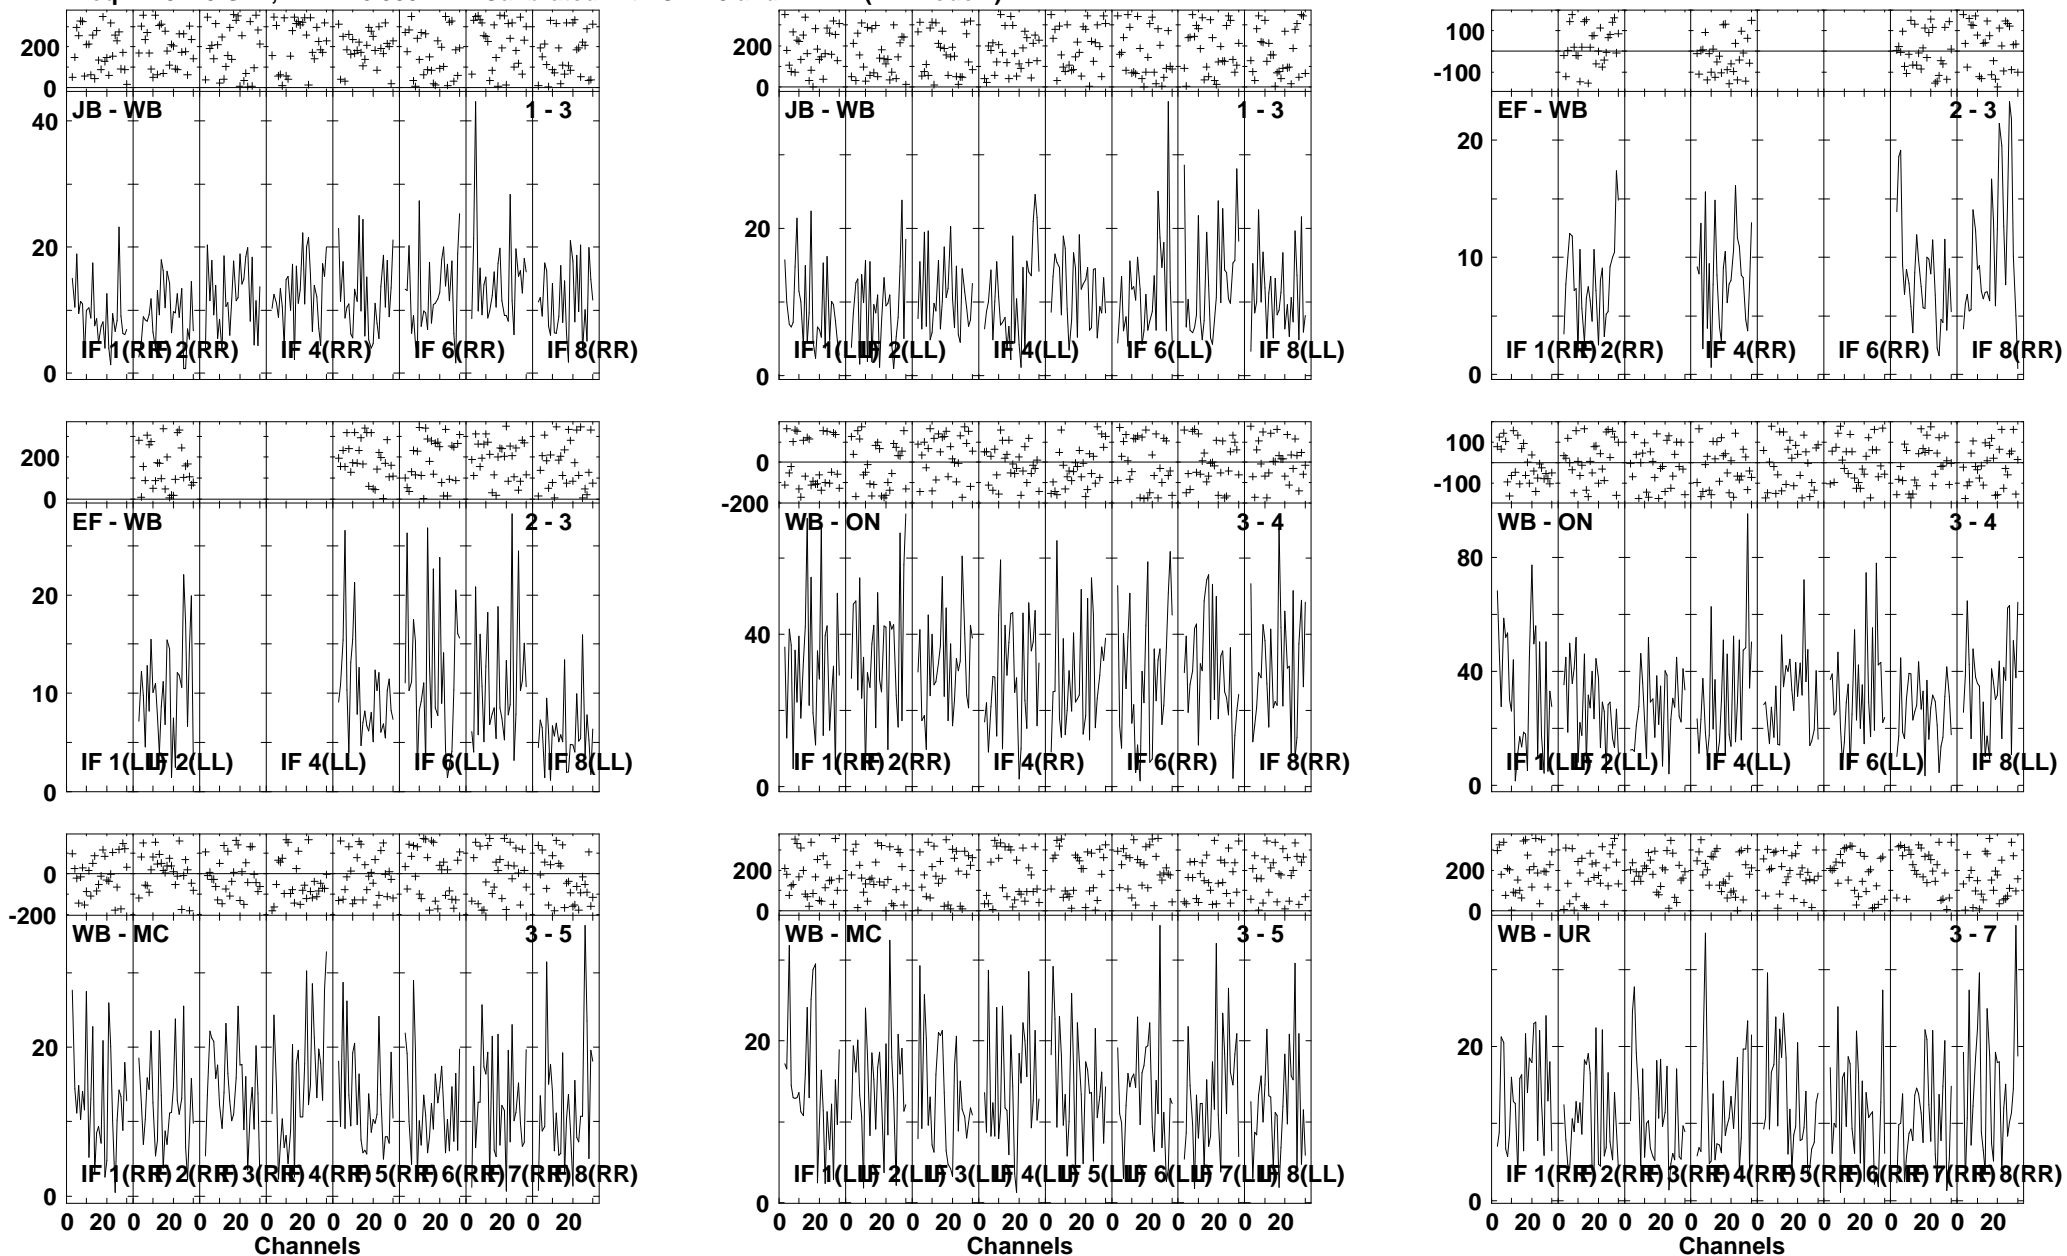 200
0
JB - WB 1 - 3
40
20
0
IF 1(RR) IF 2(RR) IF 4(RR) IF 6(RR) IF 8(RR)
200
0
JB - WB 1 - 3
20
0
IF 1(LL) IF 2(LL) IF 4(LL) IF 6(LL) IF 8(LL)
100
-100
EF - WB 2 - 3
20
10
0
IF 1(RR) IF 2(RR) IF 4(RR) IF 6(RR) IF 8(RR)
200
0
EF - WB 2 - 3
20
10
0
IF 1(LL) IF 2(LL) IF 4(LL) IF 6(LL) IF 8(LL)
0
-200
WB - ON 3 - 4
40
0
IF 1(RR) IF 2(RR) IF 4(RR) IF 6(RR) IF 8(RR)
100
-100
WB - ON 3 - 4
80
40
0
IF 1(LL) IF 2(LL) IF 4(LL) IF 6(LL) IF 8(LL)
0
-200
WB - MC 3 - 5
20
0
IF 1(RR) IF 2(RR) IF 3(RR) IF 4(RR) IF 5(RR) IF 6(RR) IF 7(RR) IF 8(RR)
0 20 0 20 0 20 0 20 0 20 0 20 0 20 0 20
Channels
200
0
WB - MC 3 - 5
20
0
IF 1(LL) IF 2(LL) IF 3(LL) IF 4(LL) IF 5(LL) IF 6(LL) IF 7(LL) IF 8(LL)
0 20 0 20 0 20 0 20 0 20 0 20 0 20 0 20
Channels
200
0
WB - UR 3 - 7
20
0
IF 1(RR) IF 2(RR) IF 3(RR) IF 4(RR) IF 5(RR) IF 6(RR) IF 7(RR) IF 8(RR)
0 20 0 20 0 20 0 20 0 20 0 20 0 20 0 20
Channels